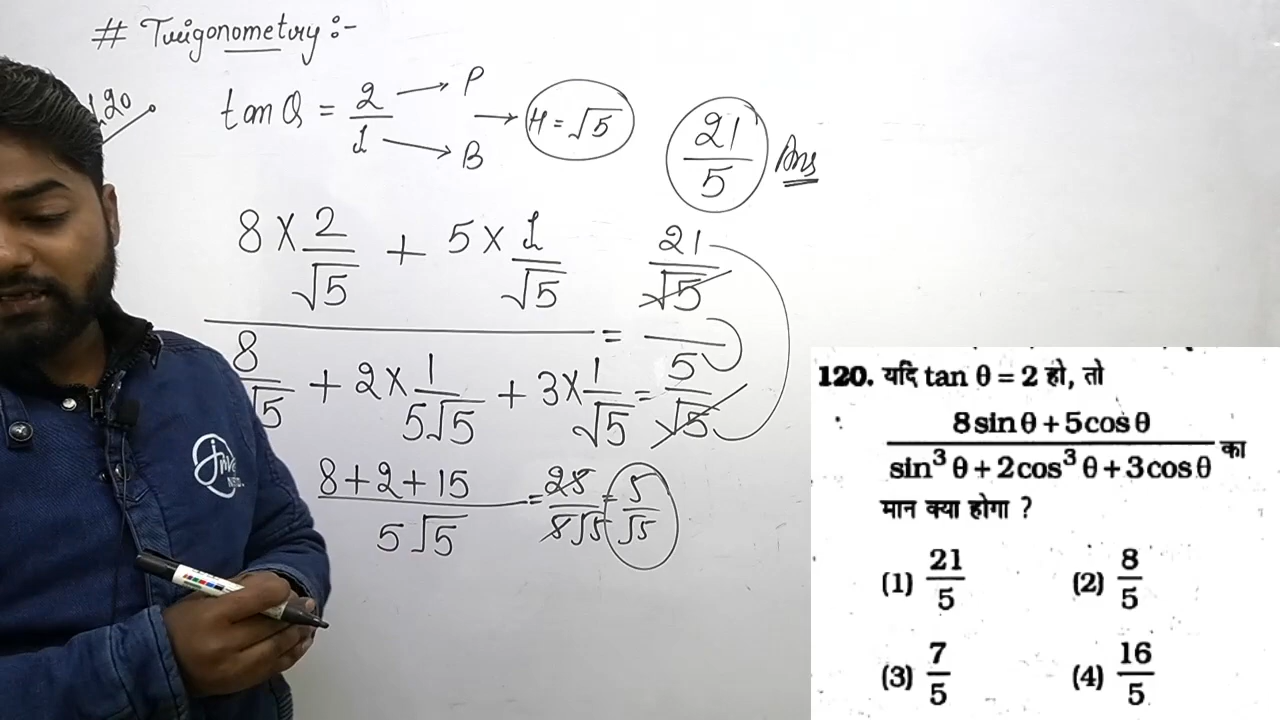 # Trigonometry :-
120
tan Q = 2/1 → P → B → H = √5
21/5 Ans
8 × 2/√5 + 5 × 1/√5 = 21/√5
8/5√5 + 2 × 1/5√5 + 3 × 1/√5 = 5/√5
8+2+15/5√5 = 25/5√5 = 5/√5
120. यदि tan θ = 2 हो, तो
8 sin θ + 5 cos θ
sin³ θ + 2 cos³ θ + 3 cos θ का
मान क्या होगा ?
(1) 21/5 (2) 8/5
(3) 7/5 (4) 16/5